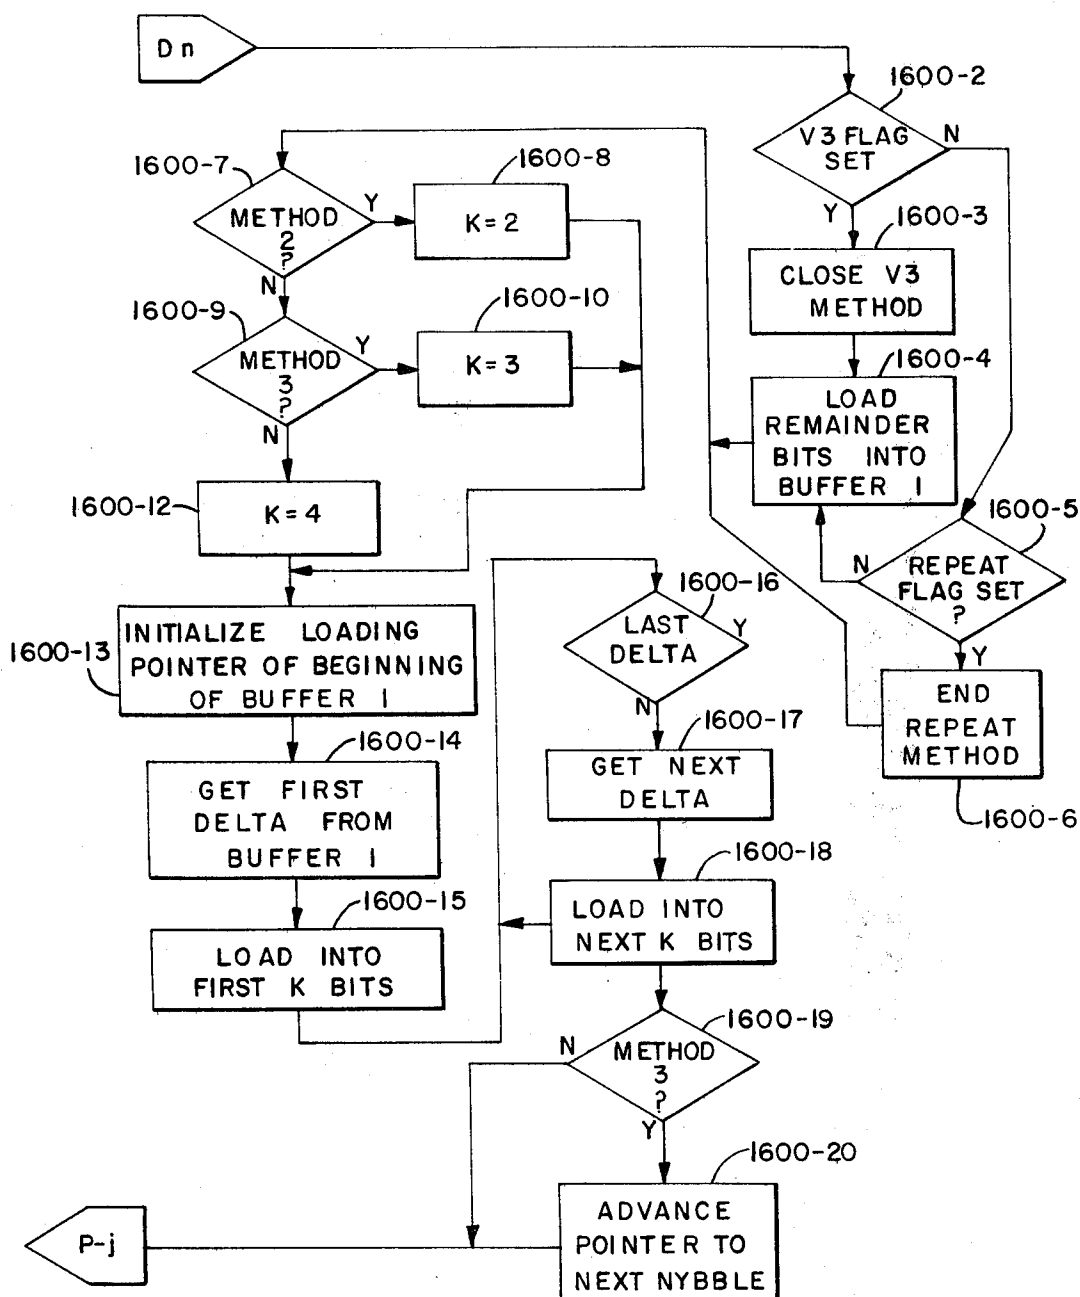 Dn
1600-2
V3 FLAG
SET
N
Y
1600-3
CLOSE V3
METHOD
1600-4
LOAD
REMAINDER
BITS INTO
BUFFER 1
1600-5
REPEAT
FLAG SET
?
N
Y
END
REPEAT
METHOD
1600-6
1600-7
METHOD
2
?
Y
N
1600-8
K=2
1600-9
METHOD
3
?
Y
N
1600-10
K=3
1600-12
K=4
1600-13
INITIALIZE LOADING
POINTER OF BEGINNING
OF BUFFER 1
1600-14
GET FIRST
DELTA FROM
BUFFER 1
1600-15
LOAD INTO
FIRST K BITS
1600-16
LAST
DELTA
Y
N
1600-17
GET NEXT
DELTA
1600-18
LOAD INTO
NEXT K BITS
1600-19
METHOD
3
?
N
Y
1600-20
ADVANCE
POINTER TO
NEXT NYBBLE
P-j